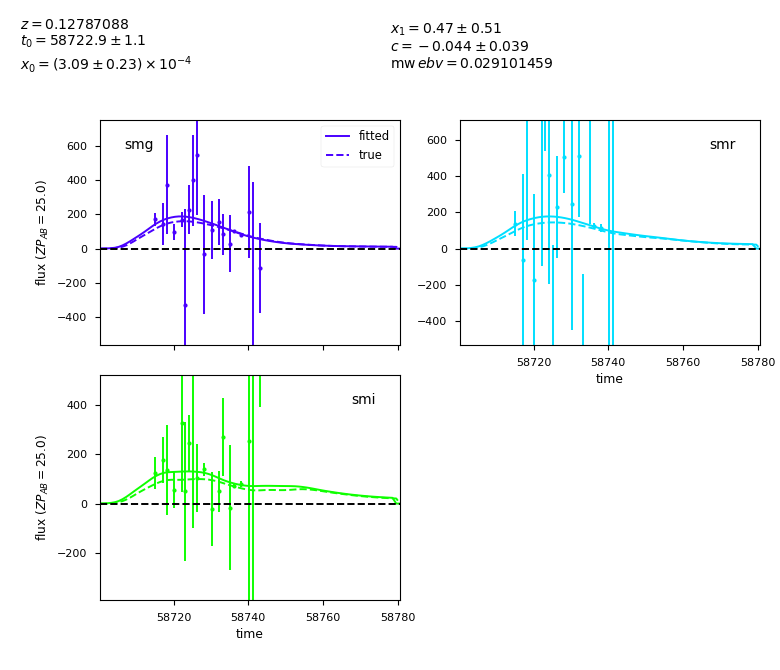 z = 0.12787088
t₀ = 58722.9 ± 1.1
x₀ = (3.09 ± 0.23) × 10⁻⁴
x₁ = 0.47 ± 0.51
c = −0.044 ± 0.039
mw ebv = 0.029101459
smg
fitted
true
600
400
200
0
−200
−400
flux (ZP_AB = 25.0)
smr
600
400
200
0
−200
−400
58720 58740 58760 58780
time
smi
400
200
0
−200
flux (ZP_AB = 25.0)
58720 58740 58760 58780
time